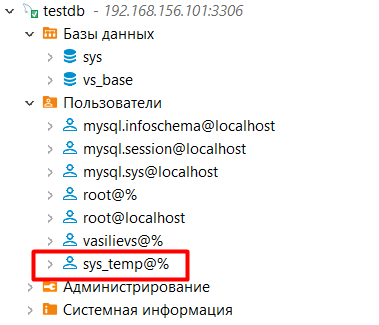 testdb - 192.168.156.101:3306
Базы данных
sys
vs_base
Пользователи
mysql.infoschema@localhost
mysql.session@localhost
mysql.sys@localhost
root@%
root@localhost
vasilievs@%
sys_temp@%
Администрирование
Системная информация